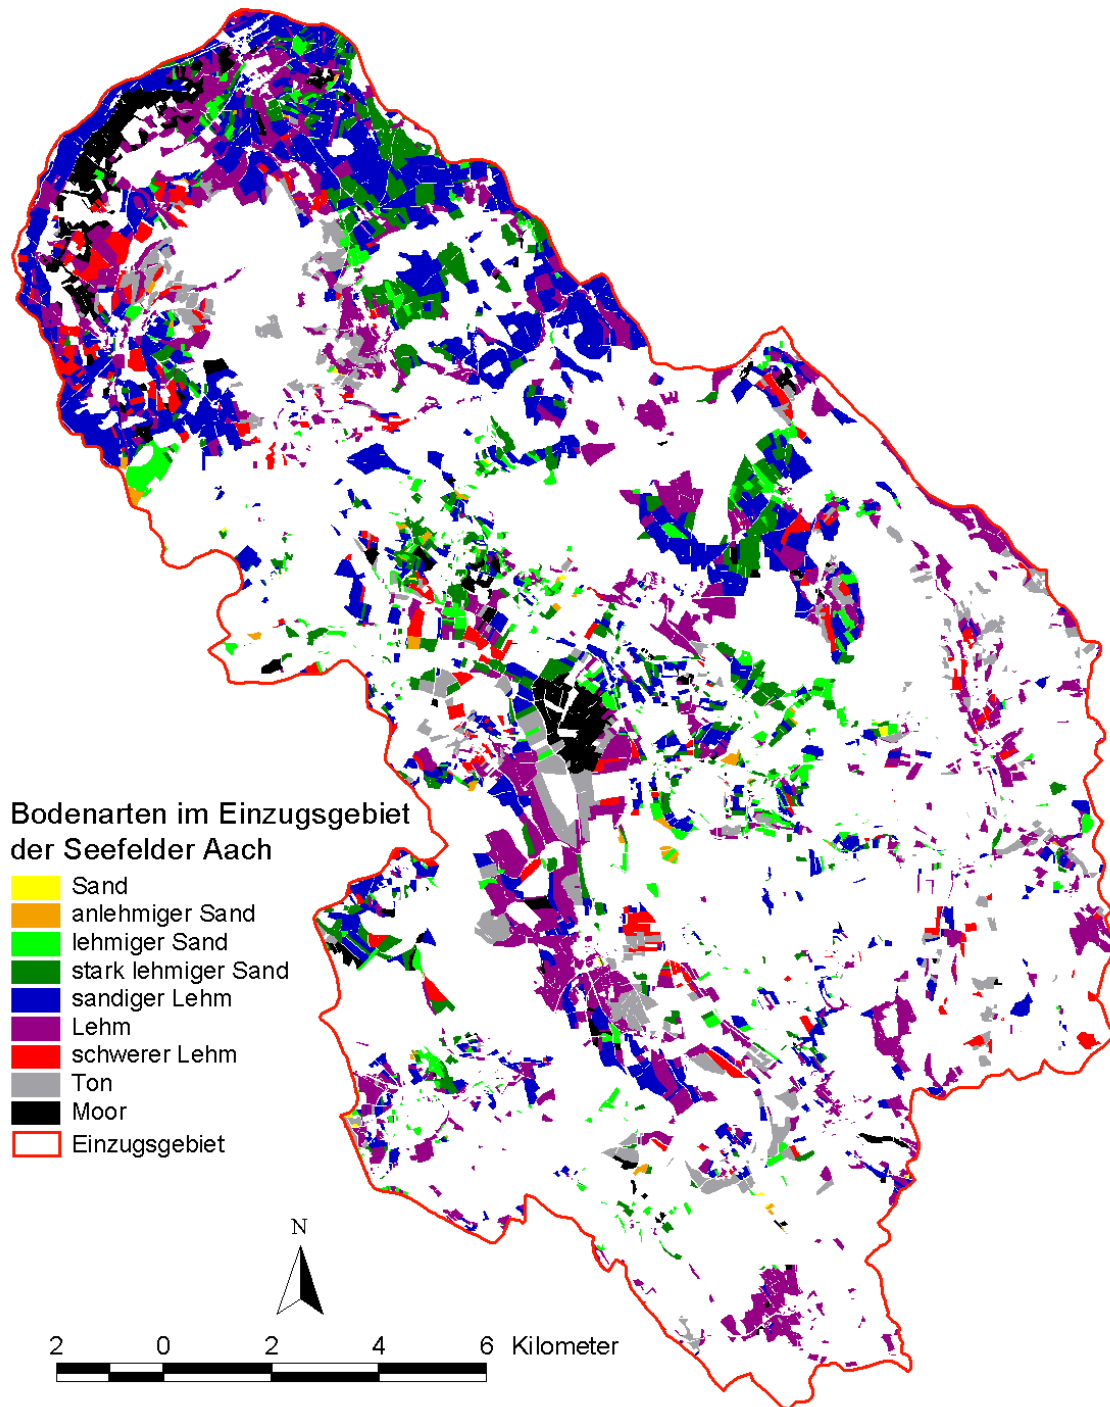 Bodenarten im Einzugsgebiet
der Seefelder Aach
Sand
anlehmiger Sand
lehmiger Sand
stark lehmiger Sand
sandiger Lehm
Lehm
schwerer Lehm
Ton
Moor
Einzugsgebiet
N
2 0 2 4 6 Kilometer